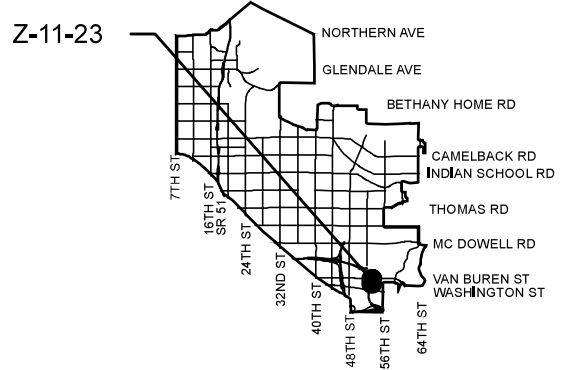 Z-11-23
NORTHERN AVE
GLENDALE AVE
BETHANY HOME RD
CAMELBACK RD
INDIAN SCHOOL RD
THOMAS RD
MC DOWELL RD
VAN BUREN ST
WASHINGTON ST
7TH ST
16TH ST
SR 51
24TH ST
32ND ST
40TH ST
48TH ST
56TH ST
64TH ST